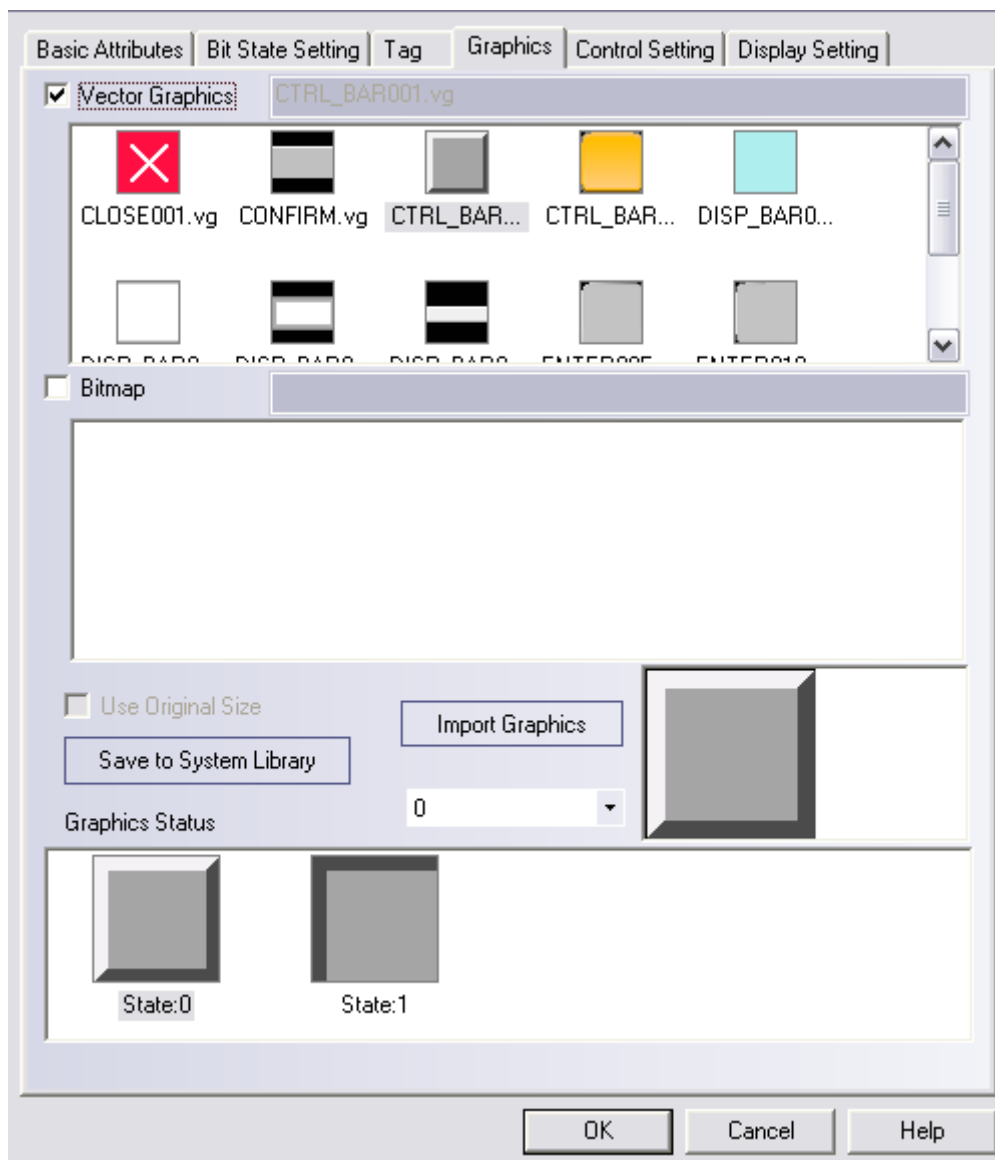 Basic Attributes Bit State Setting Tag Graphics Control Setting Display Setting
Vector Graphics CTRL_BAR001.vg
CLOSE001.vg CONFIRM.vg CTRL_BAR... CTRL_BAR... DISP_BAR0...
Bitmap
Use Original Size
Import Graphics
Save to System Library
0
Graphics Status
State:0 State:1
OK Cancel Help